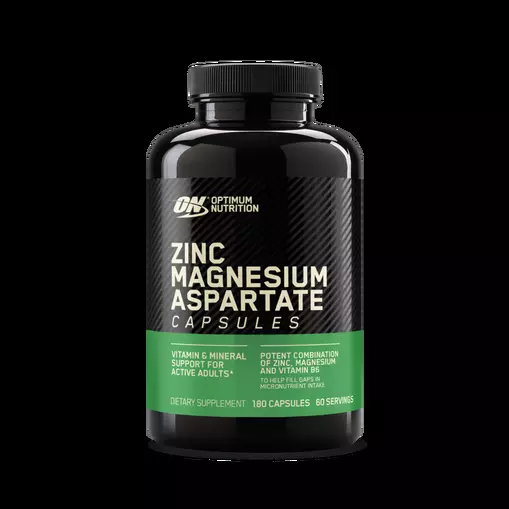 ON OPTIMUM
NUTRITION
ZINC
MAGNESIUM
ASPARTATE
CAPSULES
VITAMIN & MINERAL
SUPPORT FOR
ACTIVE ADULTS*
POTENT COMBINATION
OF ZINC, MAGNESIUM
AND VITAMIN B6
TO HELP FILL GAPS IN
MICRONUTRIENT INTAKE
DIETARY SUPPLEMENT 180 CAPSULES 60 SERVINGS